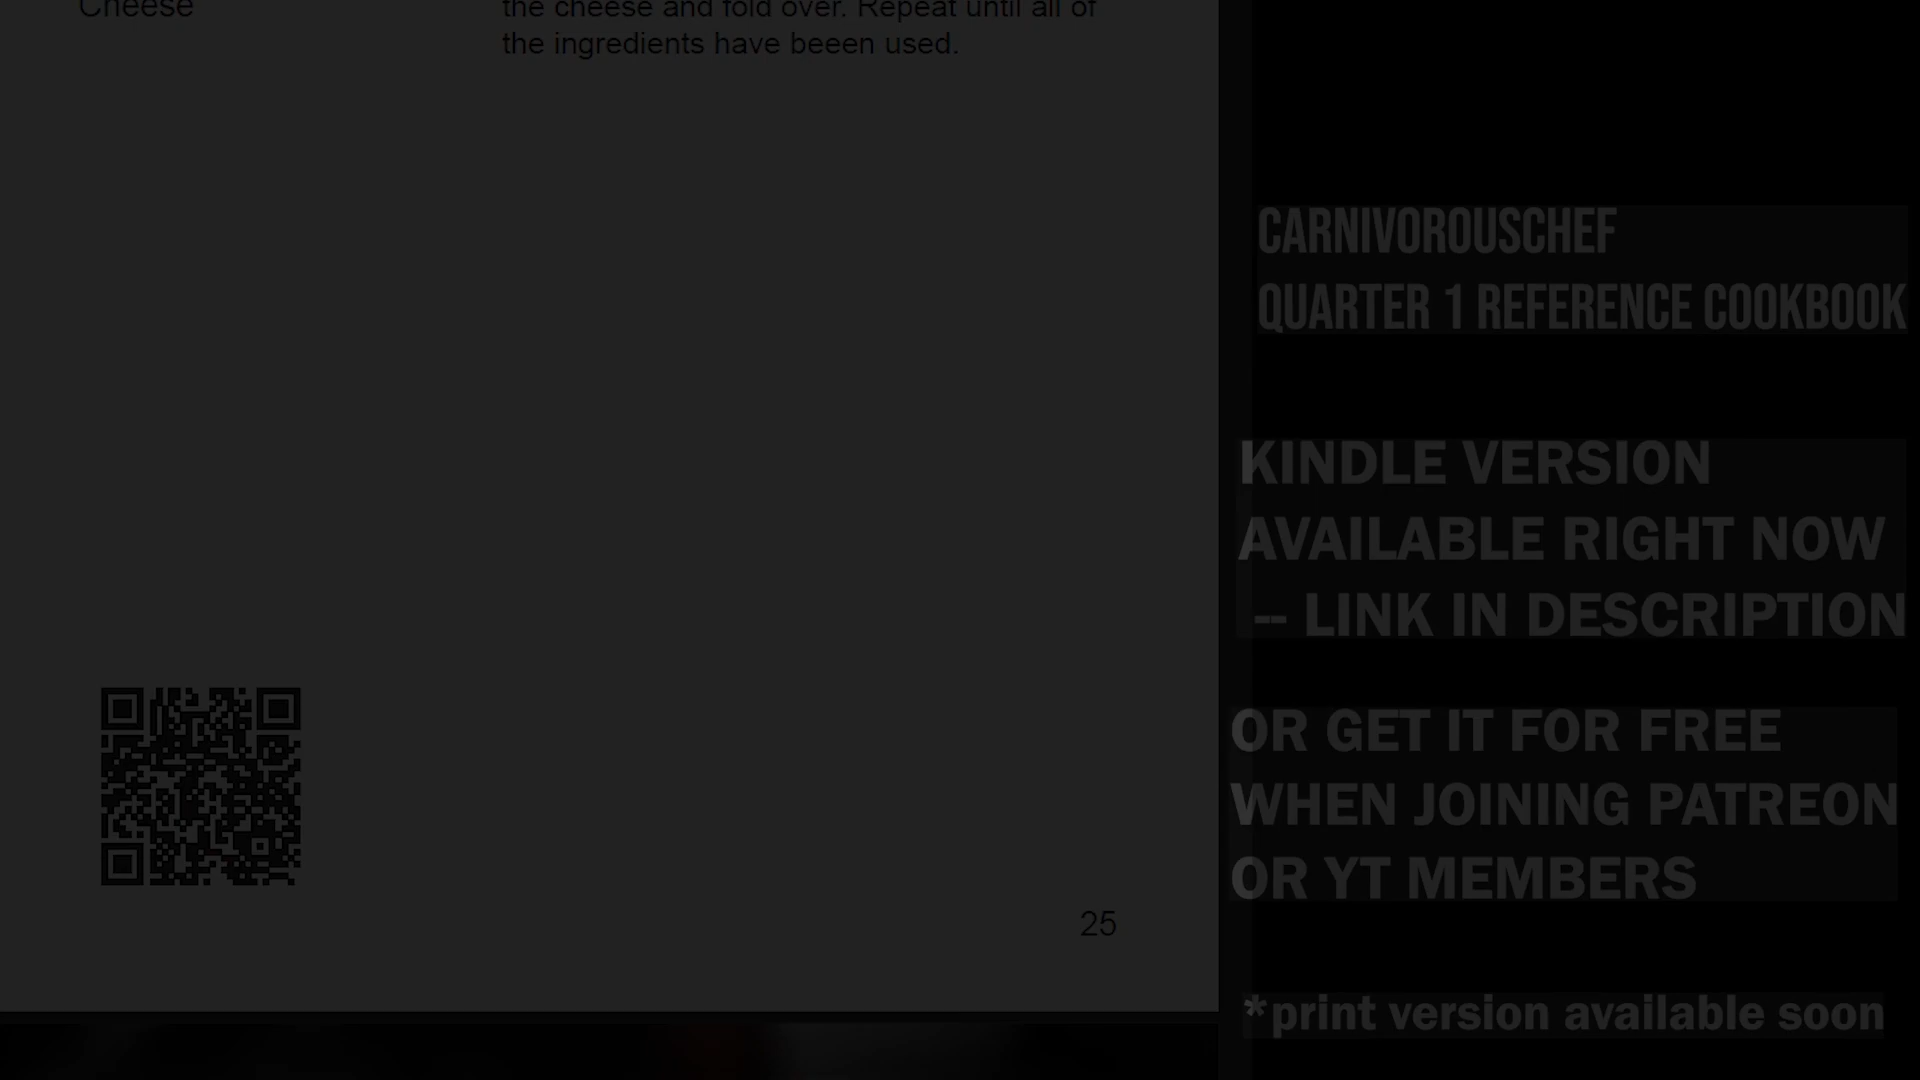 Cheese
the cheese and fold over. Repeat until all of
the ingredients have beeen used.
25
CARNIVOROUSCHEF
QUARTER 1 REFERENCE COOKBOOK
KINDLE VERSION
AVAILABLE RIGHT NOW
-- LINK IN DESCRIPTION
OR GET IT FOR FREE
WHEN JOINING PATREON
OR YT MEMBERS
*print version available soon